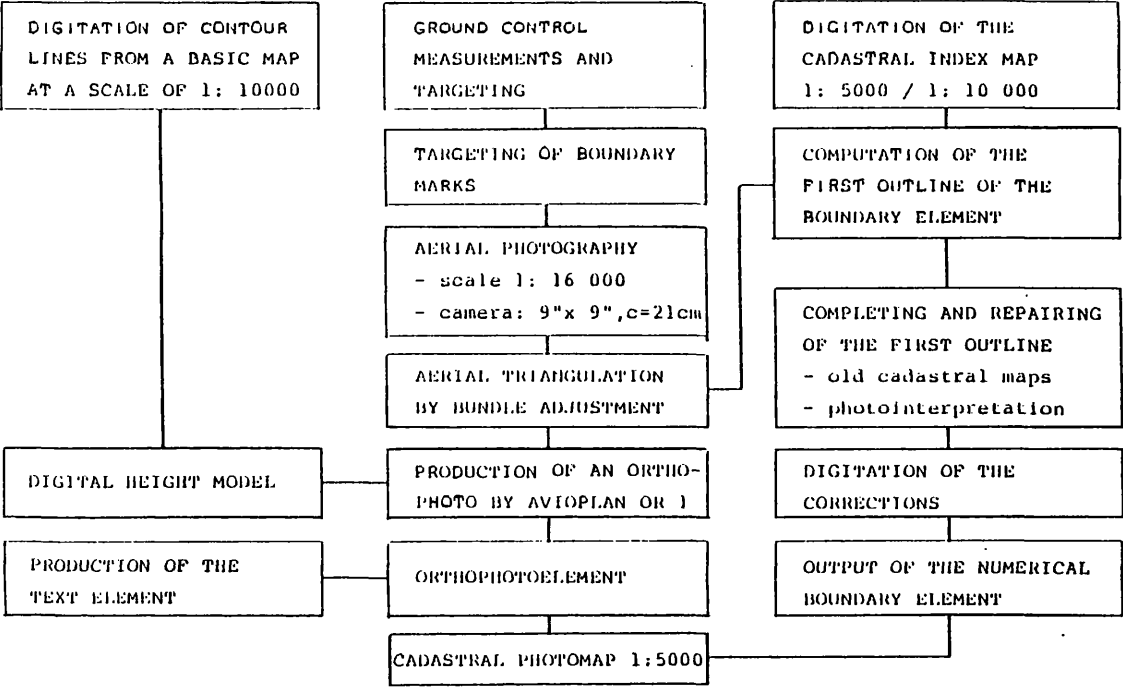 DIGITATION OF CONTOUR
LINES FROM A BASIC MAP
AT A SCALE OF 1: 10000
GROUND CONTROL
MEASUREMENTS AND
TARGETING
DIGITATION OF THE
CADASTRAL INDEX MAP
1: 5000 / 1: 10 000
TARGETING OF BOUNDARY
MARKS
COMPUTATION OF THE
FIRST OUTLINE OF THE
BOUNDARY ELEMENT
AERIAL PHOTOGRAPHY
- scale 1: 16 000
- camera: 9"x 9",c=21cm
COMPLETING AND REPAIRING
OF THE FIRST OUTLINE
- old cadastral maps
- photointerpretation
AERIAL TRIANGULATION
BY BUNDLE ADJUSTMENT
DIGITAL HEIGHT MODEL
PRODUCTION OF AN ORTHO-
PHOTO BY AVIOPLAN OR 1
DIGITATION OF THE
CORRECTIONS
PRODUCTION OF THE
TEXT ELEMENT
ORTHOPHOTOELEMENT
OUTPUT OF THE NUMERICAL
BOUNDARY ELEMENT
CADASTRAL PHOTOMAP 1:5000